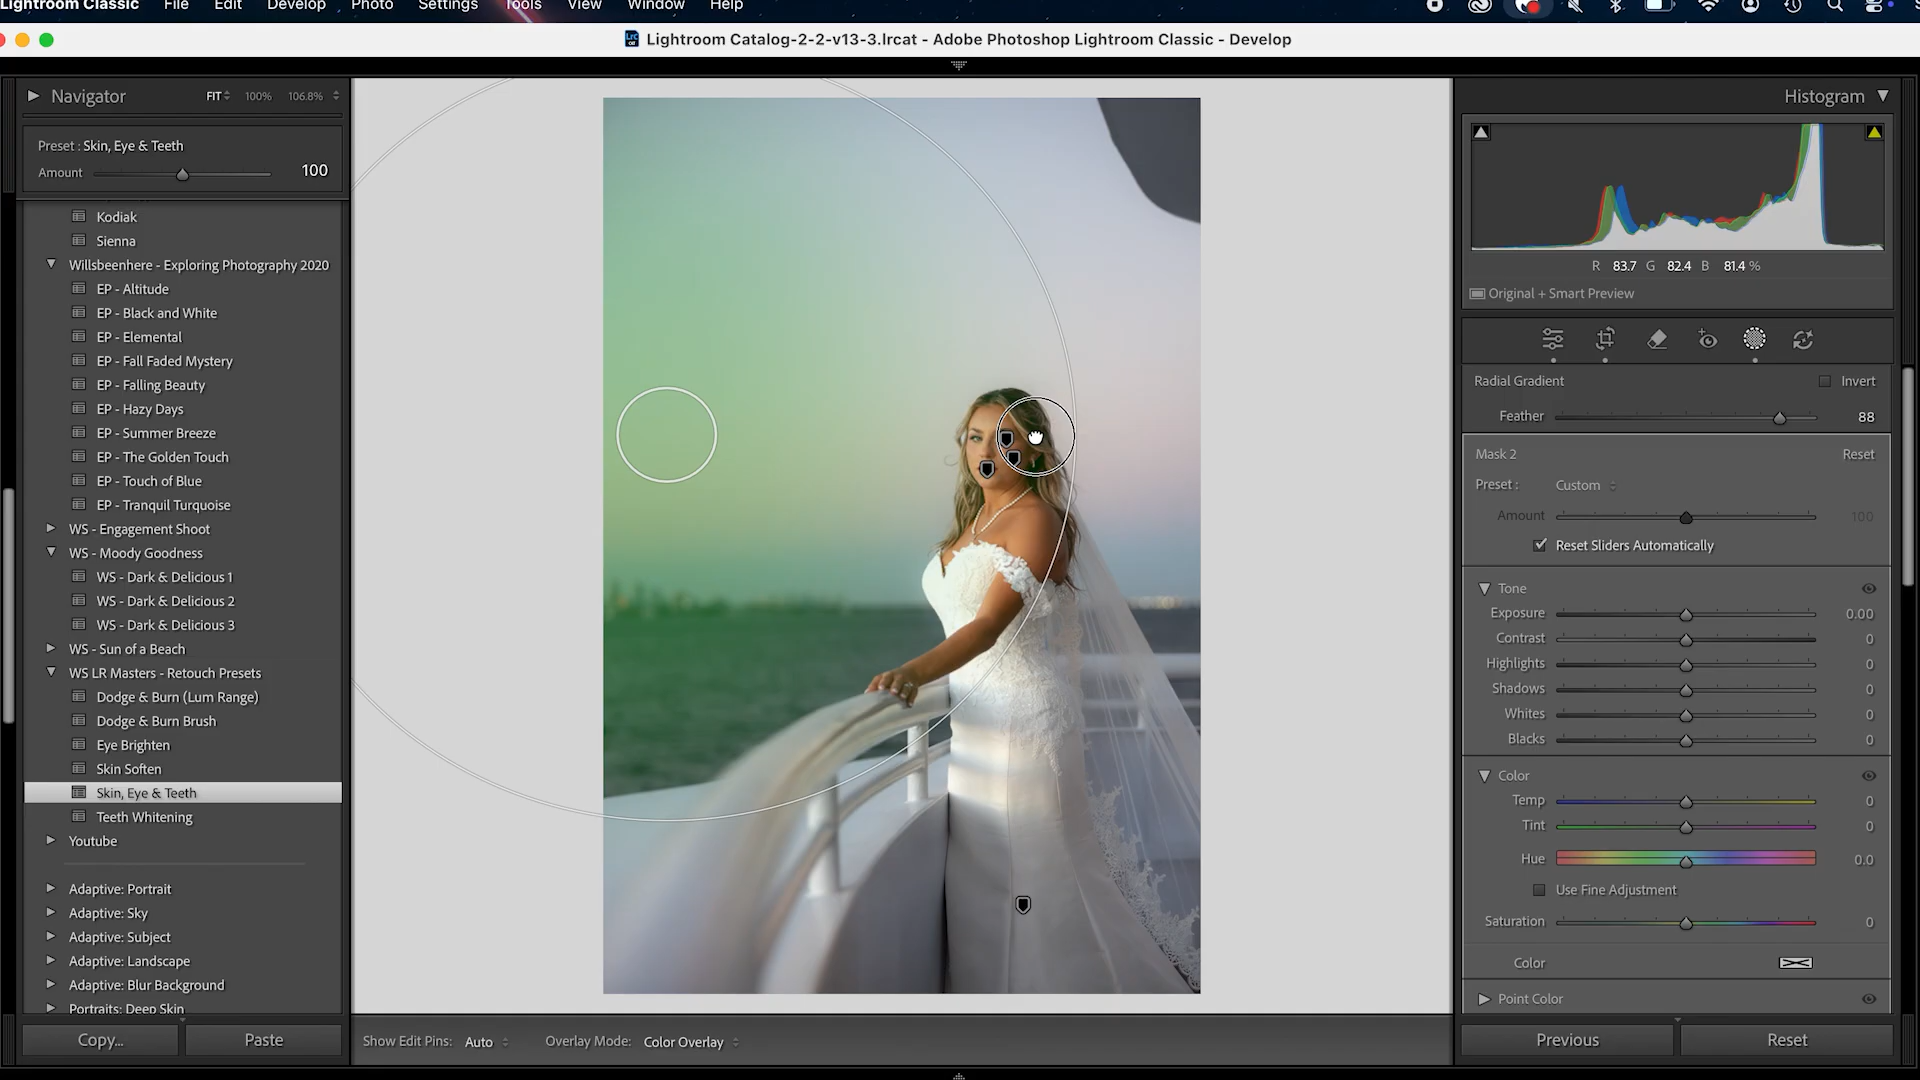 Lightroom Classic File Edit Develop Photo Settings Tools View Window Help
Lightroom Catalog-2-2-v13-3.lrcat - Adobe Photoshop Lightroom Classic - Develop
Navigator FIT 100% 106.8%
Preset : Skin, Eye & Teeth
Amount 100
Kodiak
Sienna
Willsbeenhere - Exploring Photography 2020
EP - Altitude
EP - Black and White
EP - Elemental
EP - Fall Faded Mystery
EP - Falling Beauty
EP - Hazy Days
EP - Summer Breeze
EP - The Golden Touch
EP - Touch of Blue
EP - Tranquil Turquoise
WS - Engagement Shoot
WS - Moody Goodness
WS - Dark & Delicious 1
WS - Dark & Delicious 2
WS - Dark & Delicious 3
WS - Sun of a Beach
WS LR Masters - Retouch Presets
Dodge & Burn (Lum Range)
Dodge & Burn Brush
Eye Brighten
Skin Soften
Skin, Eye & Teeth
Teeth Whitening
Youtube
Adaptive: Portrait
Adaptive: Sky
Adaptive: Subject
Adaptive: Landscape
Adaptive: Blur Background
Portraits: Deep Skin
Copy... Paste
Show Edit Pins: Auto Overlay Mode: Color Overlay
Histogram
R 83.7 G 82.4 B 81.4 %
Original + Smart Preview
Radial Gradient Invert
Feather 88
Mask 2 Reset
Preset : Custom
Amount 100
Reset Sliders Automatically
Tone
Exposure 0.00
Contrast 0
Highlights 0
Shadows 0
Whites 0
Blacks 0
Color
Temp 0
Tint 0
Hue 0.0
Use Fine Adjustment
Saturation 0
Color
Point Color
Previous Reset